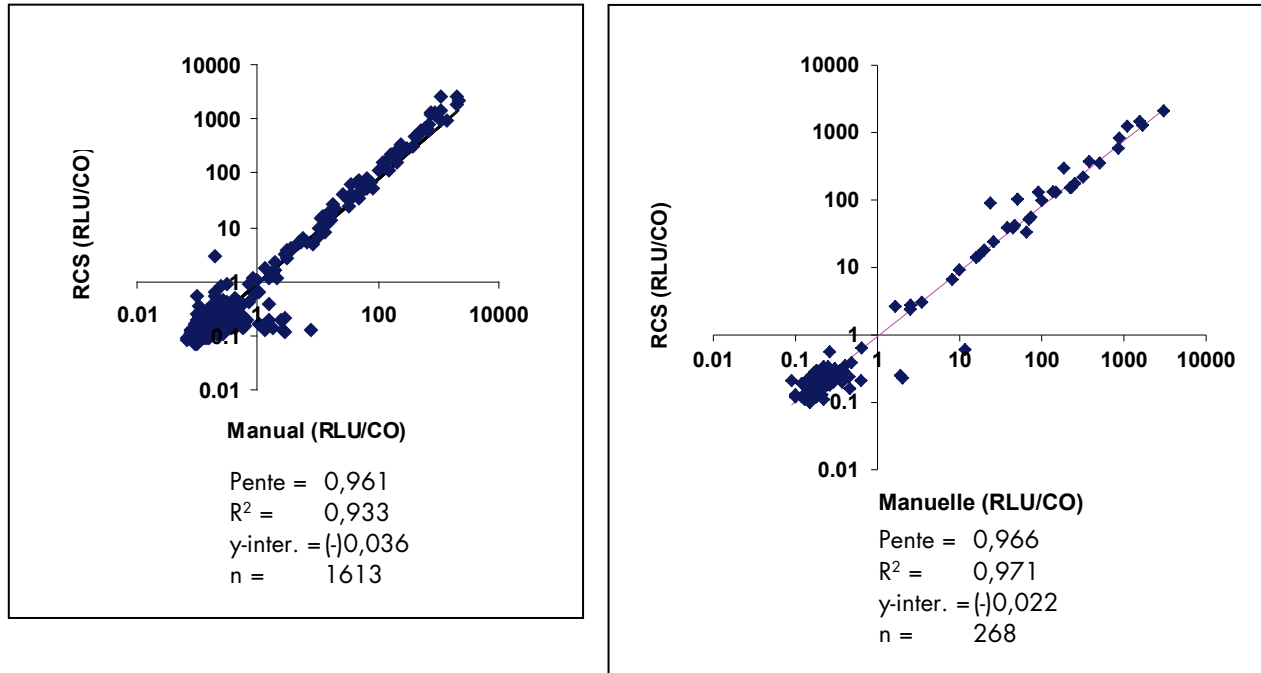 10000
1000
100
10
1
0.1
0.01
0.01 1 100 10000
RCS (RLU/CO)
Manual (RLU/CO)
Pente = 0,961
R² = 0,933
y-inter. = (-)0,036
n = 1613
10000
1000
100
10
1
0.1
0.01
0.01 0.1 1 10 100 1000 10000
RCS (RLU/CO)
Manuelle (RLU/CO)
Pente = 0,966
R² = 0,971
y-inter. = (-)0,022
n = 268